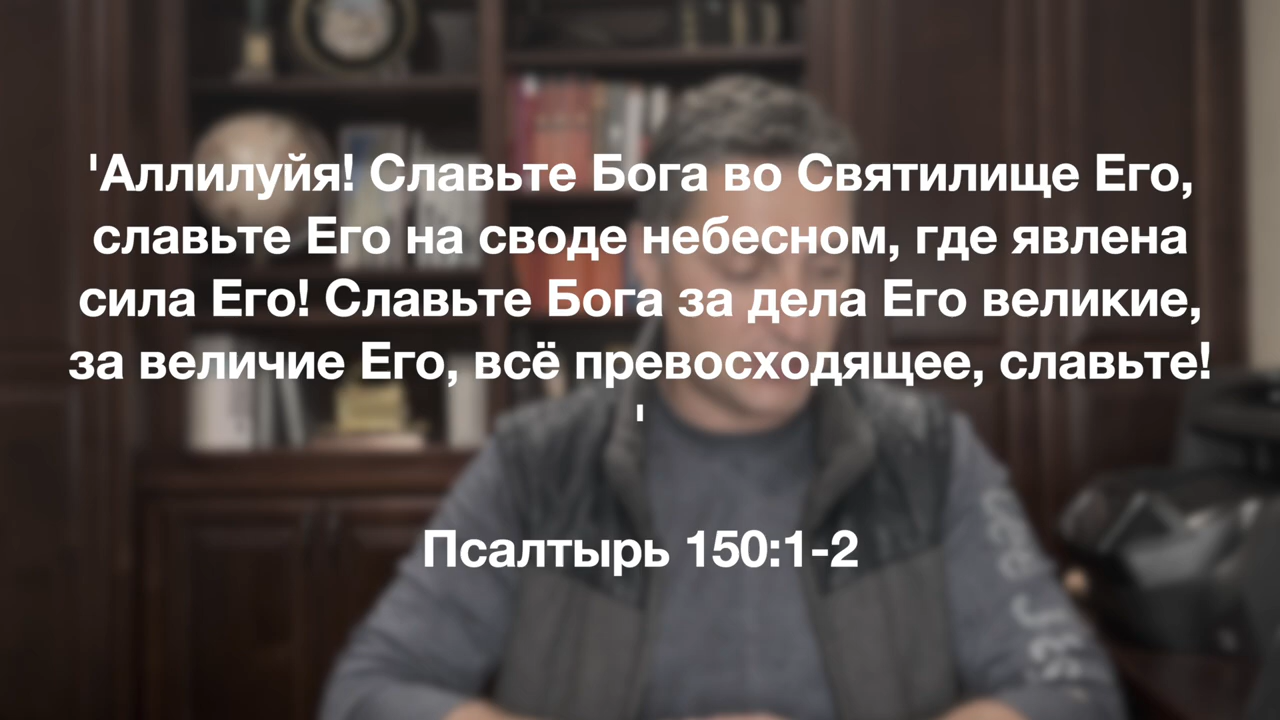 'Аллилуйя! Славьте Бога во Святилище Его,
славьте Его на своде небесном, где явлена
сила Его! Славьте Бога за дела Его великие,
за величие Его, всё превосходящее, славьте!
'
Псалтырь 150:1-2